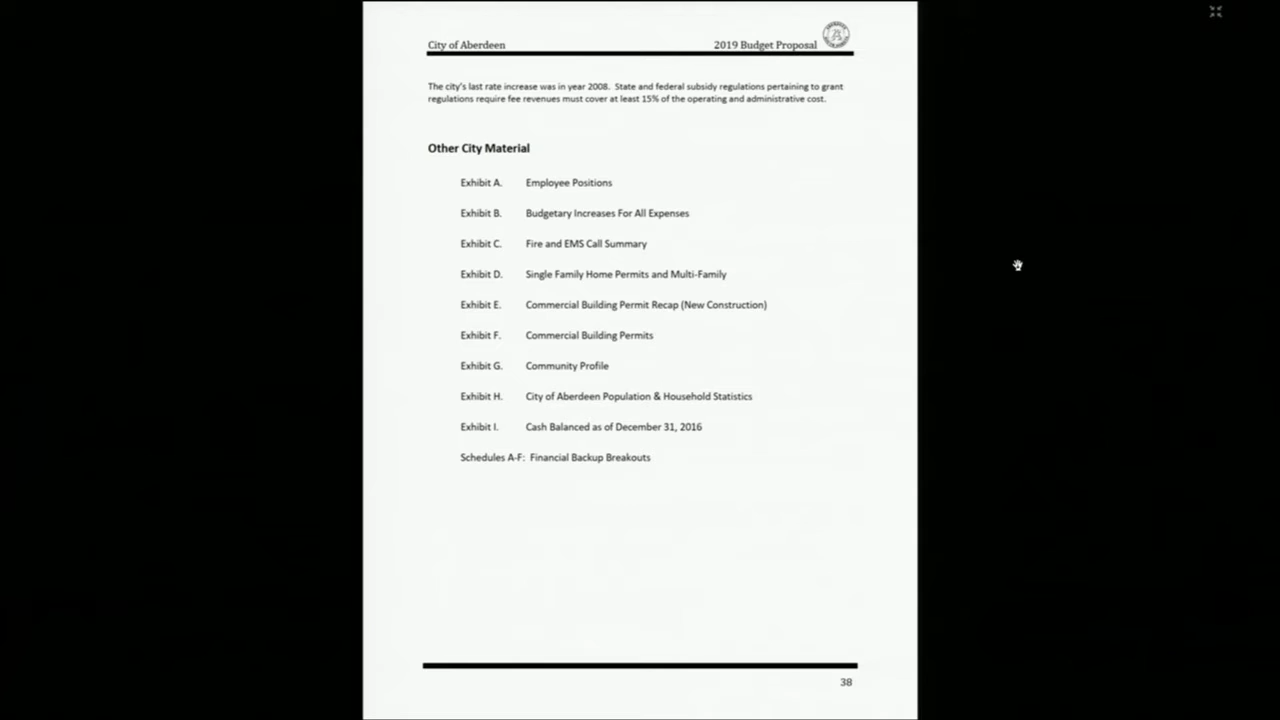 City of Aberdeen 2019 Budget Proposal
The city's last rate increase was in year 2008. State and federal subsidy regulations pertaining to grant
regulations require fee revenues must cover at least 15% of the operating and administrative cost.
Other City Material
Exhibit A. Employee Positions
Exhibit B. Budgetary Increases For All Expenses
Exhibit C. Fire and EMS Call Summary
Exhibit D. Single Family Home Permits and Multi-Family
Exhibit E. Commercial Building Permit Recap (New Construction)
Exhibit F. Commercial Building Permits
Exhibit G. Community Profile
Exhibit H. City of Aberdeen Population & Household Statistics
Exhibit I. Cash Balanced as of December 31, 2016
Schedules A-F: Financial Backup Breakouts
38